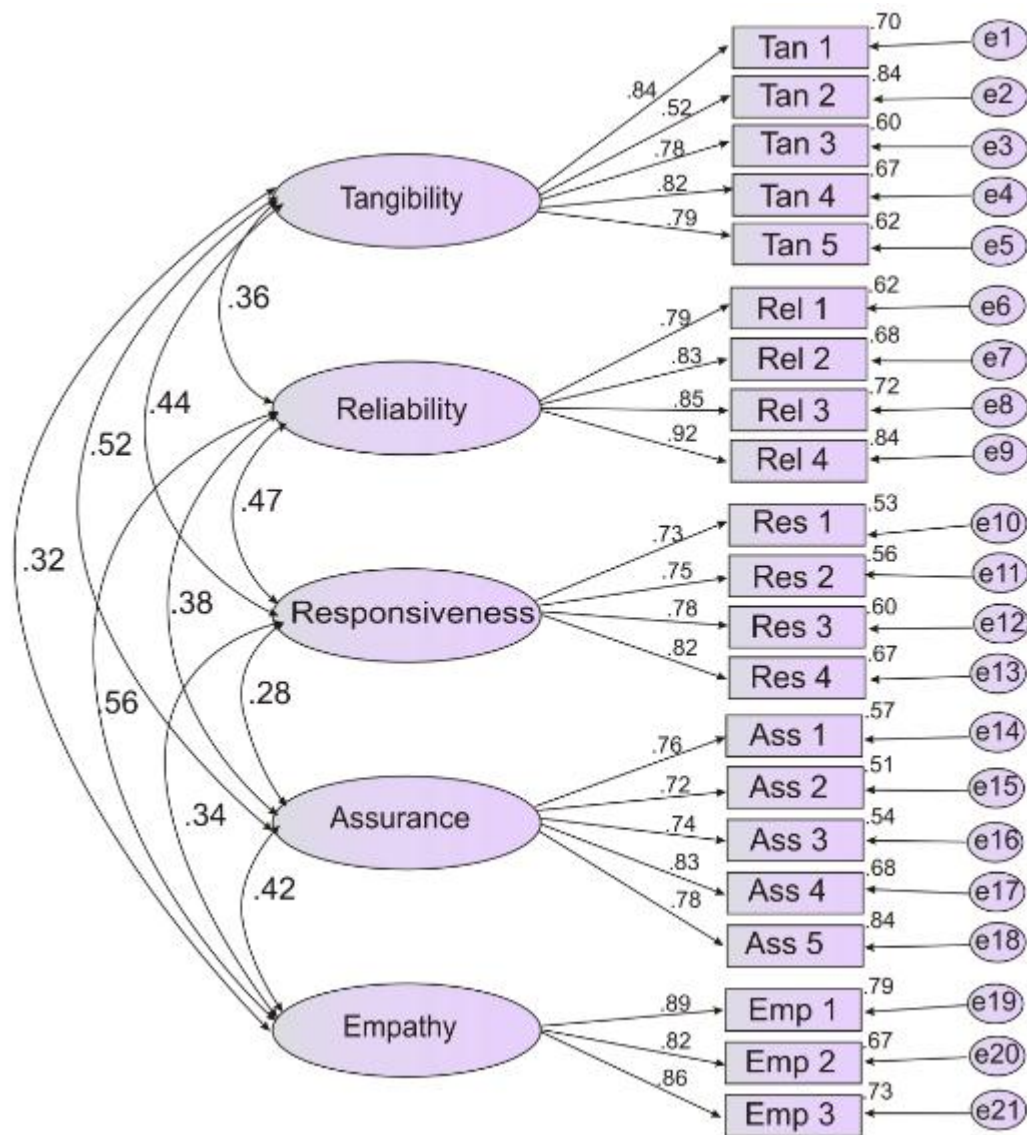 .70
Tan 1
e1
.84
.84
Tan 2
e2
.52
.60
Tan 3
e3
.78
.67
Tan 4
e4
.82
.62
Tan 5
e5
.79
Tangibility
.36
.62
Rel 1
e6
.79
.68
Rel 2
e7
.83
.72
Rel 3
e8
.85
.84
Rel 4
e9
.92
Reliability
.44
.52
.47
.53
Res 1
e10
.73
.56
Res 2
e11
.75
.60
Res 3
e12
.78
.67
Res 4
e13
.82
Responsiveness
.32
.38
.56
.28
.57
Ass 1
e14
.76
.51
Ass 2
e15
.72
.54
Ass 3
e16
.74
.68
Ass 4
e17
.83
.84
Ass 5
e18
.78
Assurance
.34
.42
.79
Emp 1
e19
.89
.67
Emp 2
e20
.82
.73
Emp 3
e21
.86
Empathy